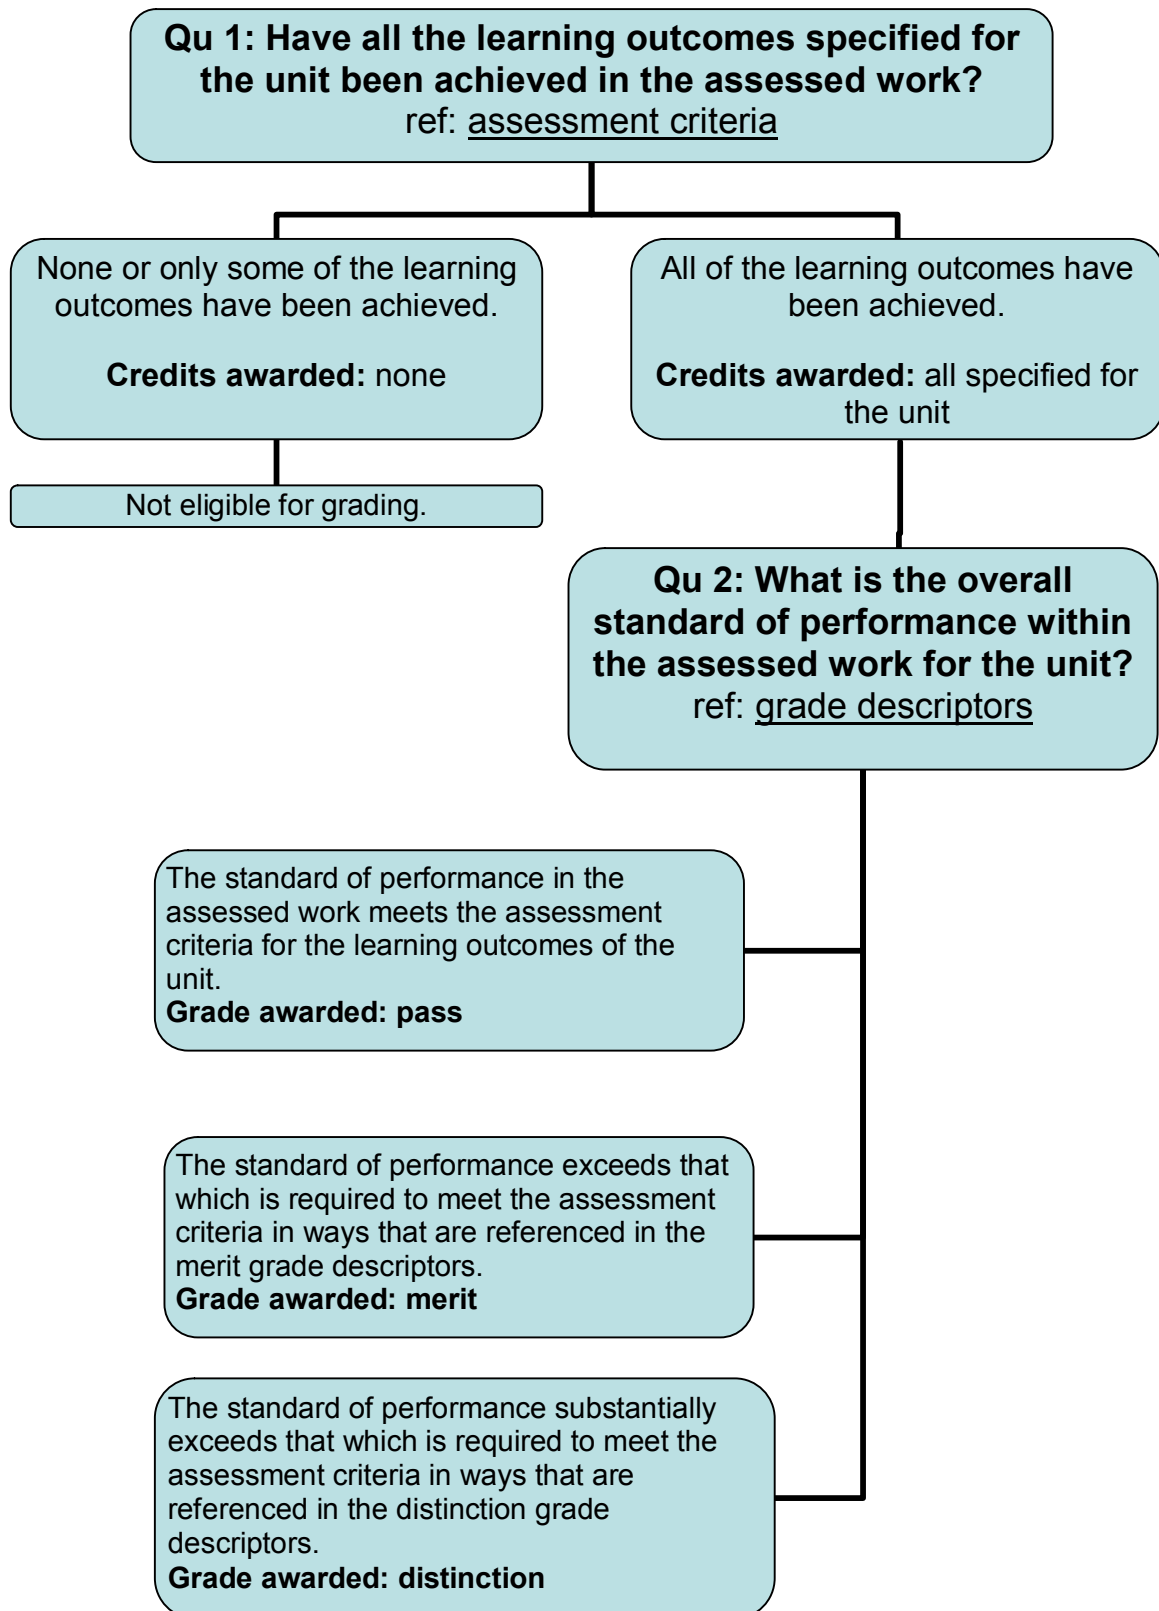 Qu 1: Have all the learning outcomes specified for
the unit been achieved in the assessed work?
ref: assessment criteria
None or only some of the learning
outcomes have been achieved.
Credits awarded: none
All of the learning outcomes have
been achieved.
Credits awarded: all specified for
the unit
Not eligible for grading.
Qu 2: What is the overall
standard of performance within
the assessed work for the unit?
ref: grade descriptors
The standard of performance in the
assessed work meets the assessment
criteria for the learning outcomes of the
unit.
Grade awarded: pass
The standard of performance exceeds that
which is required to meet the assessment
criteria in ways that are referenced in the
merit grade descriptors.
Grade awarded: merit
The standard of performance substantially
exceeds that which is required to meet the
assessment criteria in ways that are
referenced in the distinction grade
descriptors.
Grade awarded: distinction